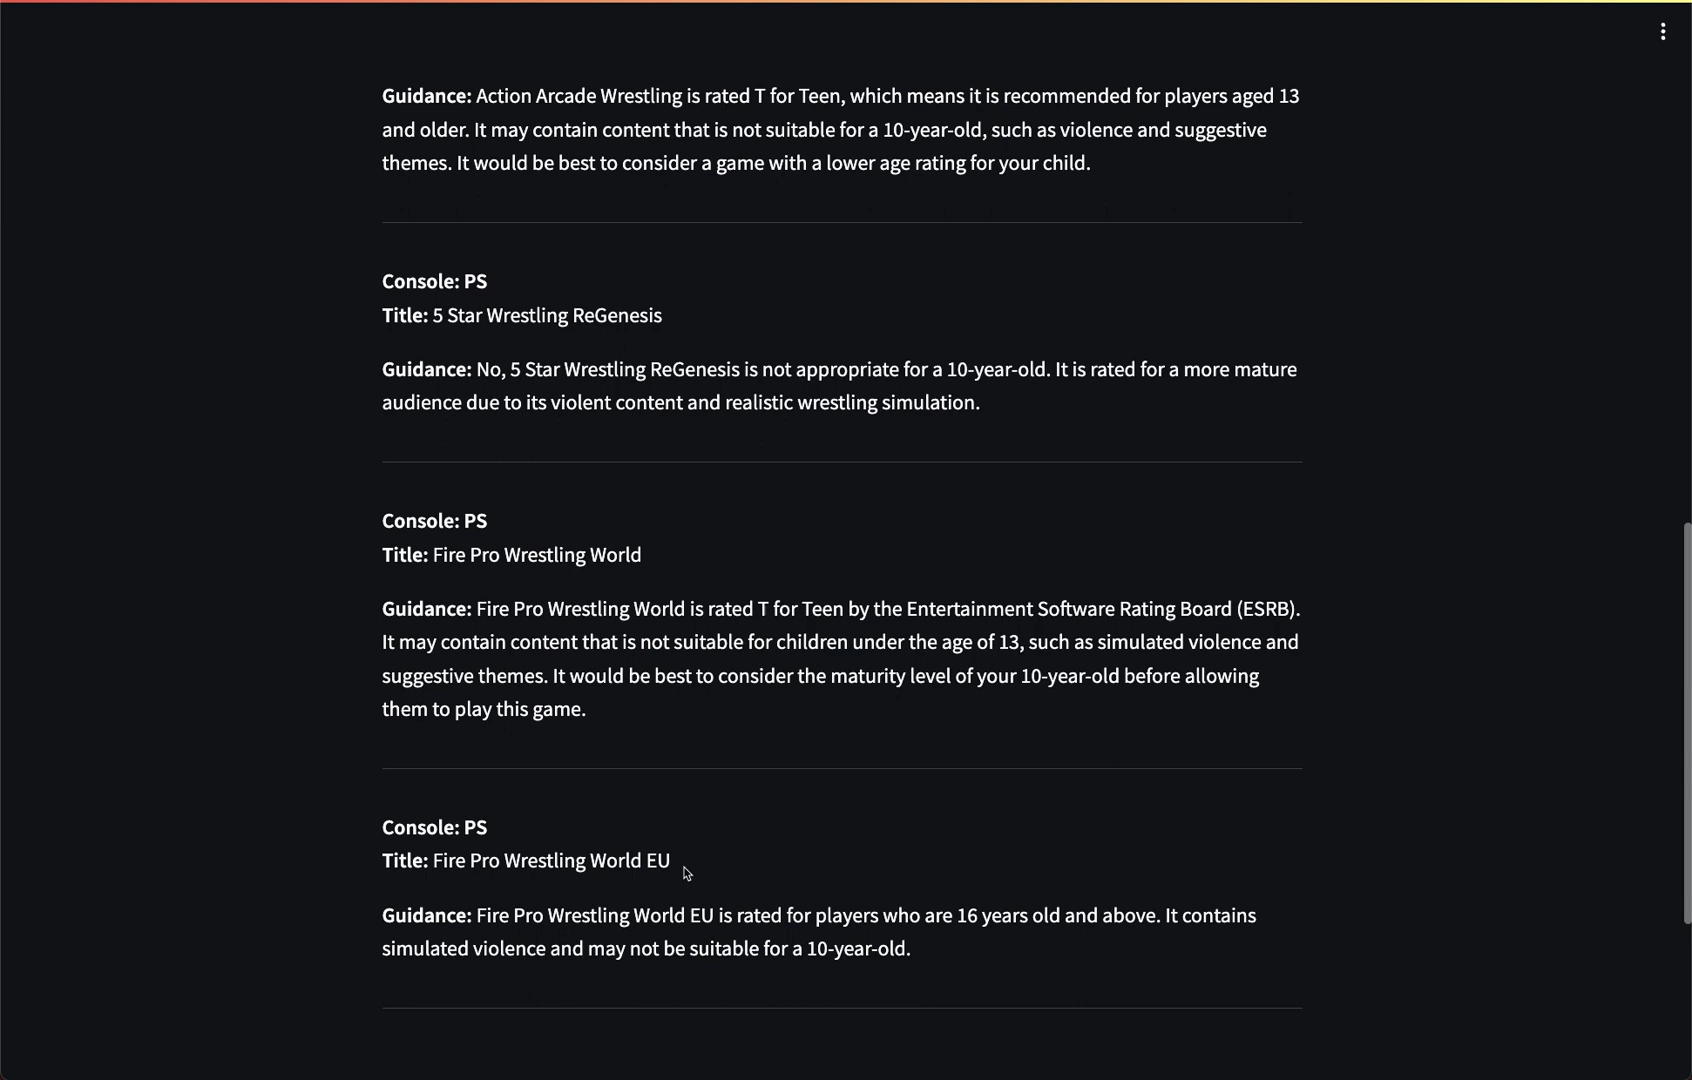 Guidance: Action Arcade Wrestling is rated T for Teen, which means it is recommended for players aged 13
and older. It may contain content that is not suitable for a 10-year-old, such as violence and suggestive
themes. It would be best to consider a game with a lower age rating for your child.
Console: PS
Title: 5 Star Wrestling ReGenesis
Guidance: No, 5 Star Wrestling ReGenesis is not appropriate for a 10-year-old. It is rated for a more mature
audience due to its violent content and realistic wrestling simulation.
Console: PS
Title: Fire Pro Wrestling World
Guidance: Fire Pro Wrestling World is rated T for Teen by the Entertainment Software Rating Board (ESRB).
It may contain content that is not suitable for children under the age of 13, such as simulated violence and
suggestive themes. It would be best to consider the maturity level of your 10-year-old before allowing
them to play this game.
Console: PS
Title: Fire Pro Wrestling World EU
Guidance: Fire Pro Wrestling World EU is rated for players who are 16 years old and above. It contains
simulated violence and may not be suitable for a 10-year-old.